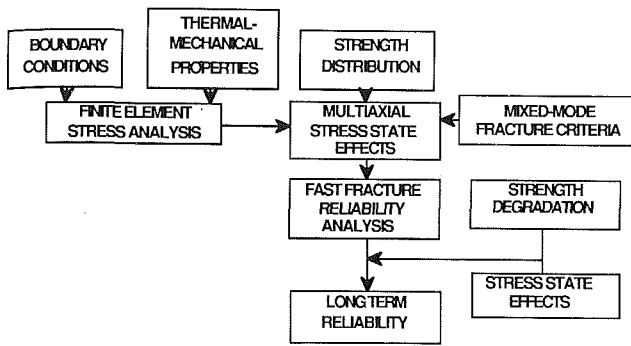 BOUNDARY
CONDITIONS
THERMAL-
MECHANICAL
PROPERTIES
STRENGTH
DISTRIBUTION
FINITE ELEMENT
STRESS ANALYSIS
MULTIAXIAL
STRESS STATE
EFFECTS
MIXED-MODE
FRACTURE CRITERIA
FAST FRACTURE
RELIABILITY
ANALYSIS
STRENGTH
DEGRADATION
LONG TERM
RELIABILITY
STRESS STATE
EFFECTS